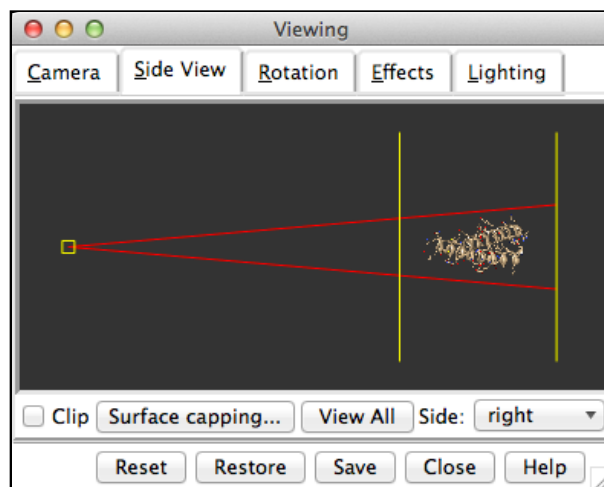 Viewing
Camera Side View Rotation Effects Lighting
Clip Surface capping... View All Side: right
Reset Restore Save Close Help